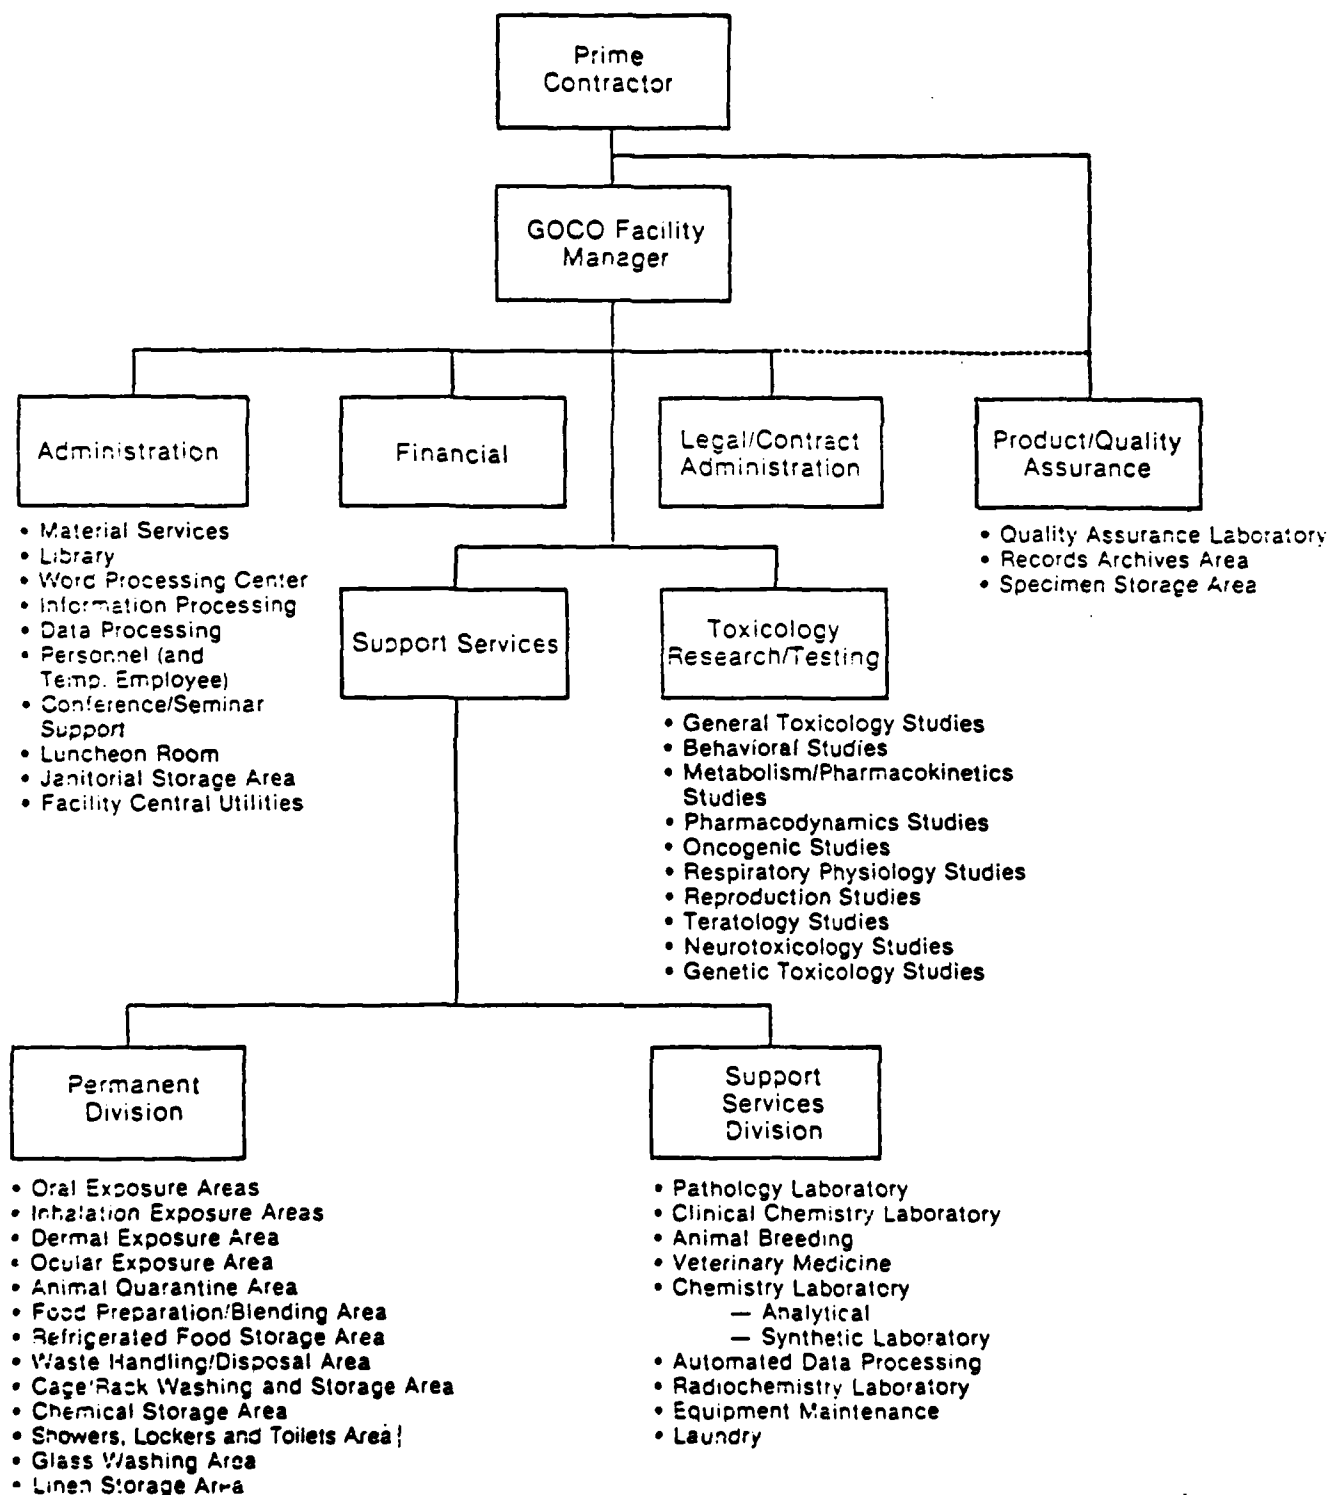 Prime
Contractor
GOCO Facility
Manager
Administration
Financial
Legal/Contract
Administration
Product/Quality
Assurance
• Material Services
• Library
• Word Processing Center
• Information Processing
• Data Processing
• Personnel (and
Temp. Employee)
• Conference/Seminar
Support
• Luncheon Room
• Janitorial Storage Area
• Facility Central Utilities
• Quality Assurance Laboratory
• Records Archives Area
• Specimen Storage Area
Support Services
Toxicology
Research/Testing
• General Toxicology Studies
• Behavioral Studies
• Metabolism/Pharmacokinetics
Studies
• Pharmacodynamics Studies
• Oncogenic Studies
• Respiratory Physiology Studies
• Reproduction Studies
• Teratology Studies
• Neurotoxicology Studies
• Genetic Toxicology Studies
Permanent
Division
Support
Services
Division
• Oral Exposure Areas
• Inhalation Exposure Areas
• Dermal Exposure Area
• Ocular Exposure Area
• Animal Quarantine Area
• Food Preparation/Blending Area
• Refrigerated Food Storage Area
• Waste Handling/Disposal Area
• Cage/Rack Washing and Storage Area
• Chemical Storage Area
• Showers, Lockers and Toilets Area
• Glass Washing Area
• Linen Storage Area
• Pathology Laboratory
• Clinical Chemistry Laboratory
• Animal Breeding
• Veterinary Medicine
• Chemistry Laboratory
— Analytical
— Synthetic Laboratory
• Automated Data Processing
• Radiochemistry Laboratory
• Equipment Maintenance
• Laundry